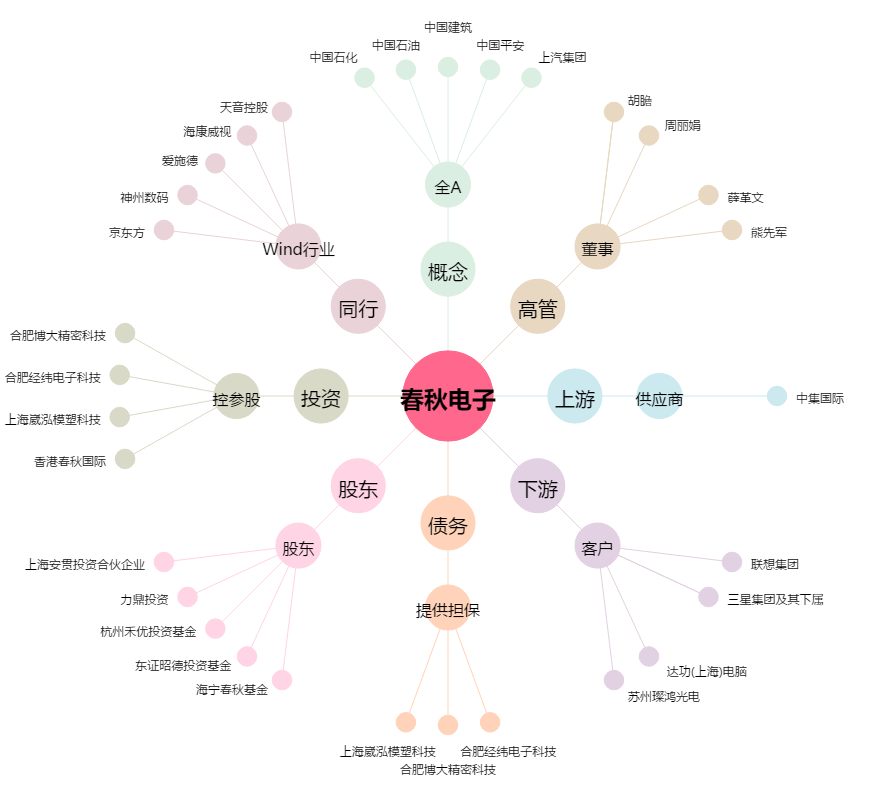 中国建筑
中国石油
中国平安
中国石化
上汽集团
胡聃
天音控股
周丽娟
海康威视
爱施德
全A
神州数码
薛革文
京东方
熊先军
Wind行业
董事
概念
同行
高管
合肥博大精密科技
合肥经纬电子科技
控参股
投资
春秋电子
上游
供应商
中集国际
上海崴泓模塑科技
香港春秋国际
股东
下游
债务
股东
客户
上海安贯投资合伙企业
联想集团
力鼎投资
三星集团及其下属
提供担保
杭州禾优投资基金
东证昭德投资基金
达功(上海)电脑
海宁春秋基金
苏州璨鸿光电
上海崴泓模塑科技
合肥经纬电子科技
合肥博大精密科技